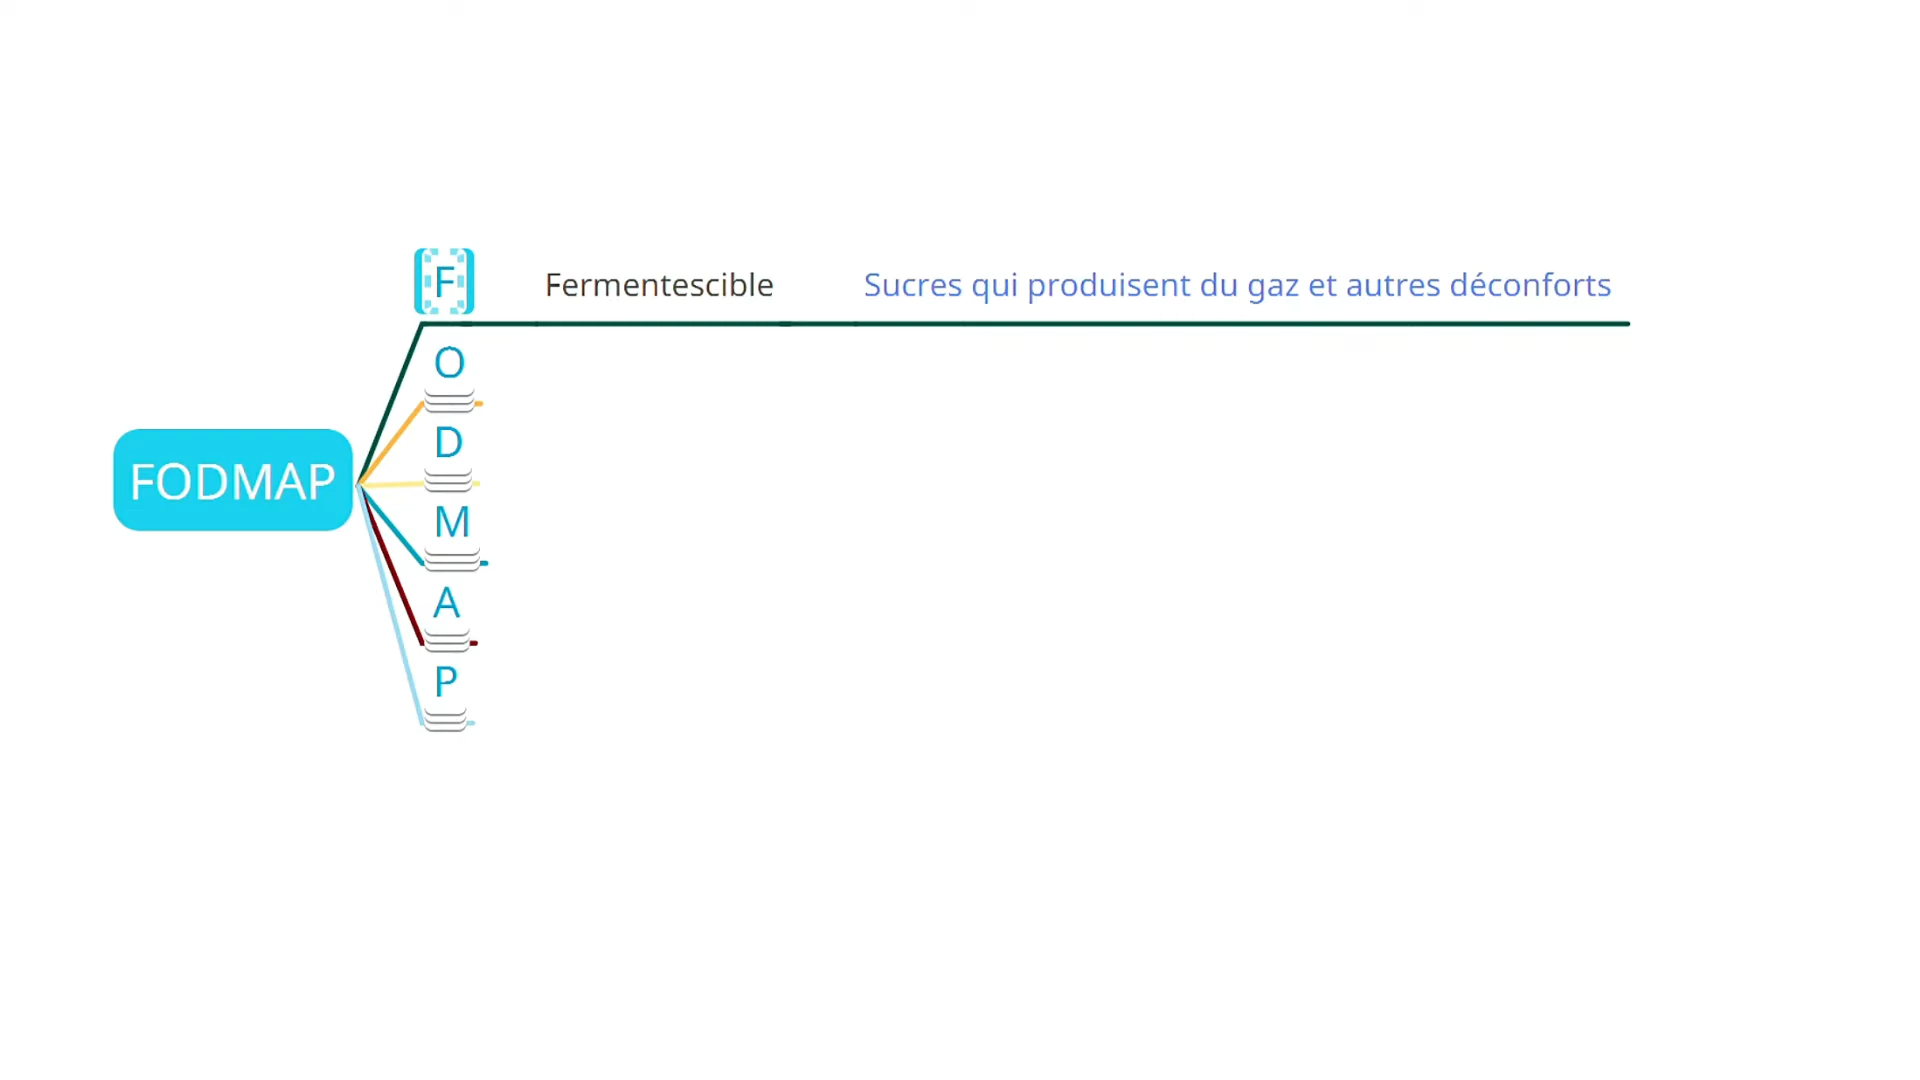 F Fermentescible Sucres qui produisent du gaz et autres déconforts
O
D
FODMAP
M
A
P